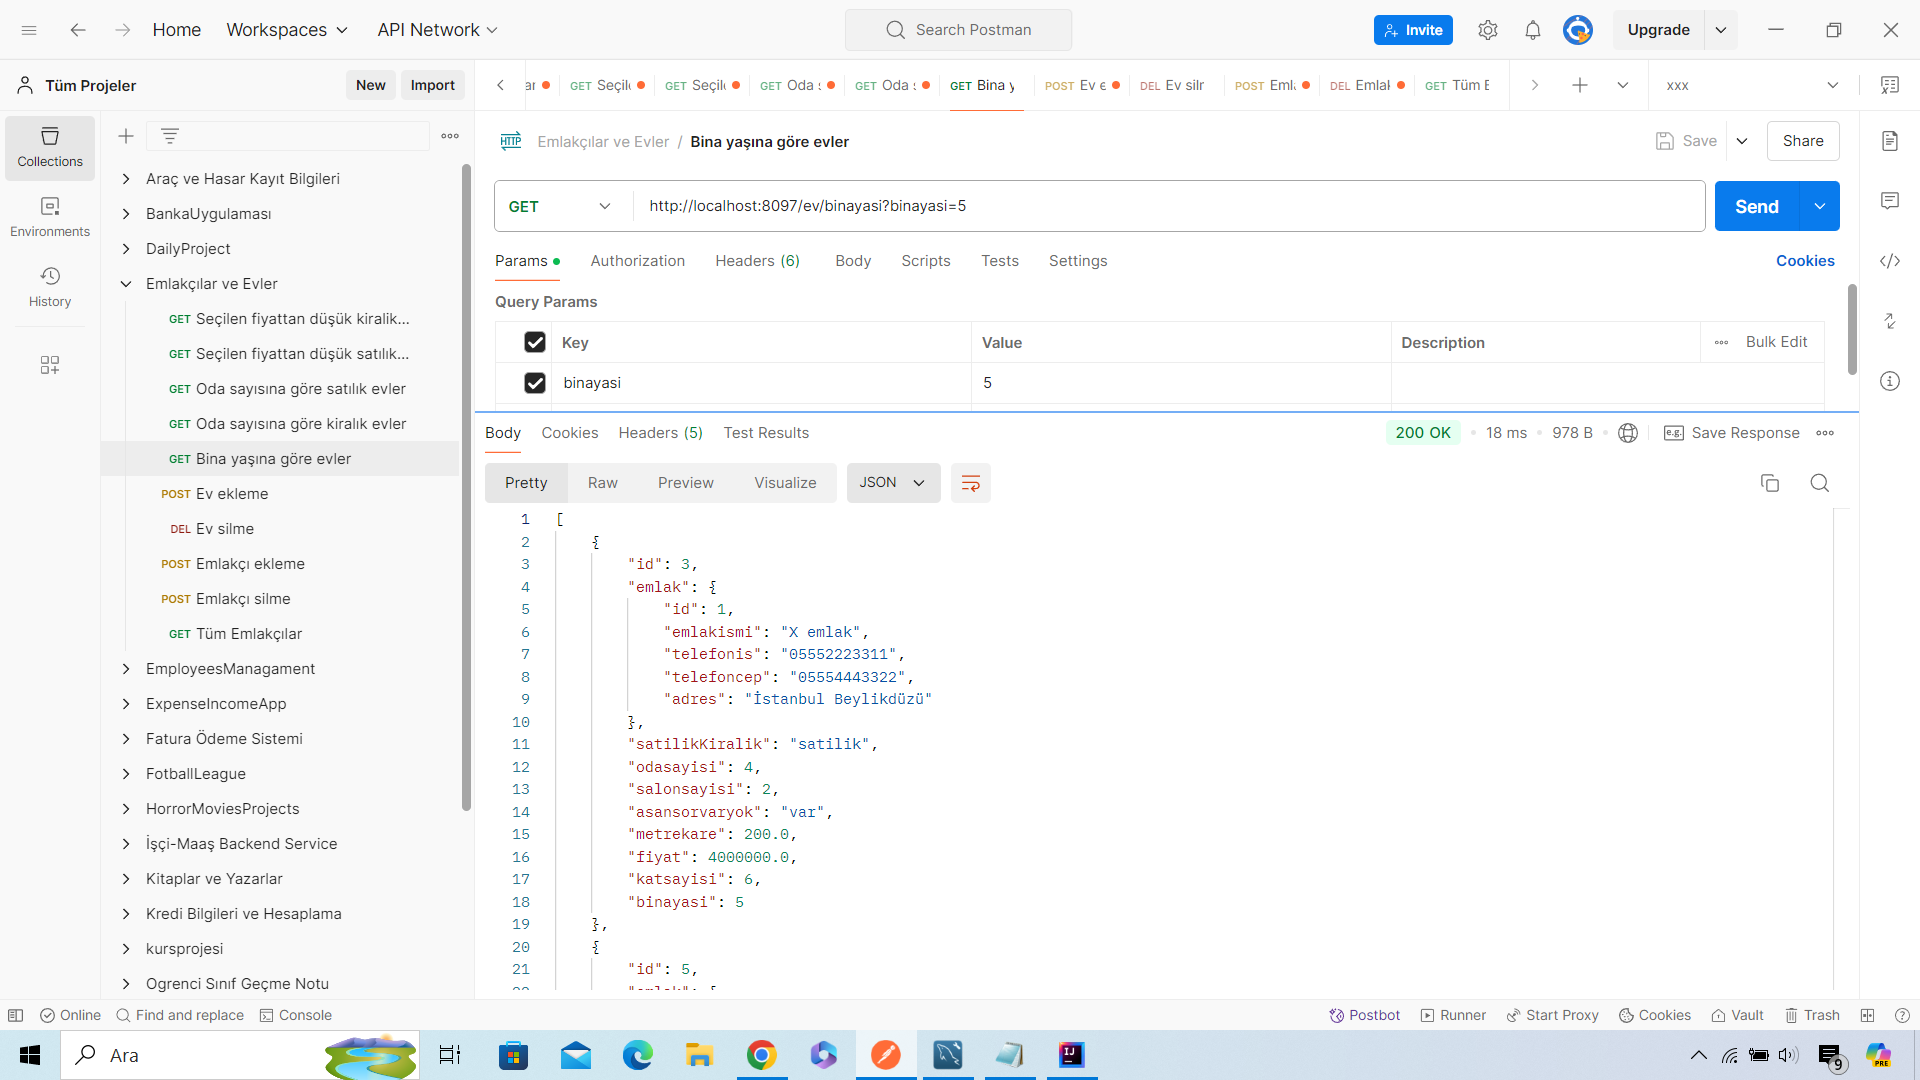 Home Workspaces API Network Search Postman Invite Upgrade
Tüm Projeler New Import
GET Seçil GET Seçil GET Oda s GET Oda s GET Bina y POST Ev e DEL Ev silr POST Emla DEL Emlak GET Tüm E xxx
Collections
Environments
History
Araç ve Hasar Kayıt Bilgileri
BankaUygulaması
DailyProject
Emlakçılar ve Evler
GET Seçilen fiyattan düşük kiralik...
GET Seçilen fiyattan düşük satılık...
GET Oda sayısına göre satılık evler
GET Oda sayısına göre kiralık evler
GET Bina yaşına göre evler
POST Ev ekleme
DEL Ev silme
POST Emlakçı ekleme
POST Emlakçı silme
GET Tüm Emlakçılar
EmployeesManagament
ExpenseIncomeApp
Fatura Ödeme Sistemi
FotballLeague
HorrorMoviesProjects
İşçi-Maaş Backend Service
Kitaplar ve Yazarlar
Kredi Bilgileri ve Hesaplama
kursprojesi
Ogrenci Sınıf Geçme Notu
HTTP Emlakçılar ve Evler / Bina yaşına göre evler Save Share
GET http://localhost:8097/ev/binayasi?binayasi=5 Send
Params Authorization Headers (6) Body Scripts Tests Settings Cookies
Query Params
Key Value Description Bulk Edit
binayasi 5
Body Cookies Headers (5) Test Results 200 OK 18 ms 978 B e.g. Save Response
Pretty Raw Preview Visualize JSON
1 [
2 {
3 "id": 3,
4 "emlak": {
5 "id": 1,
6 "emlakismi": "X emlak",
7 "telefonis": "05552223311",
8 "telefoncep": "05554443322",
9 "adres": "İstanbul Beylikdüzü"
10 },
11 "satilikKiralik": "satilik",
12 "odasayisi": 4,
13 "salonsayisi": 2,
14 "asansorvaryok": "var",
15 "metrekare": 200.0,
16 "fiyat": 4000000.0,
17 "katsayisi": 6,
18 "binayasi": 5
19 },
20 {
21 "id": 5,
Online Find and replace Console Postbot Runner Start Proxy Cookies Vault Trash
Ara 9 PRE